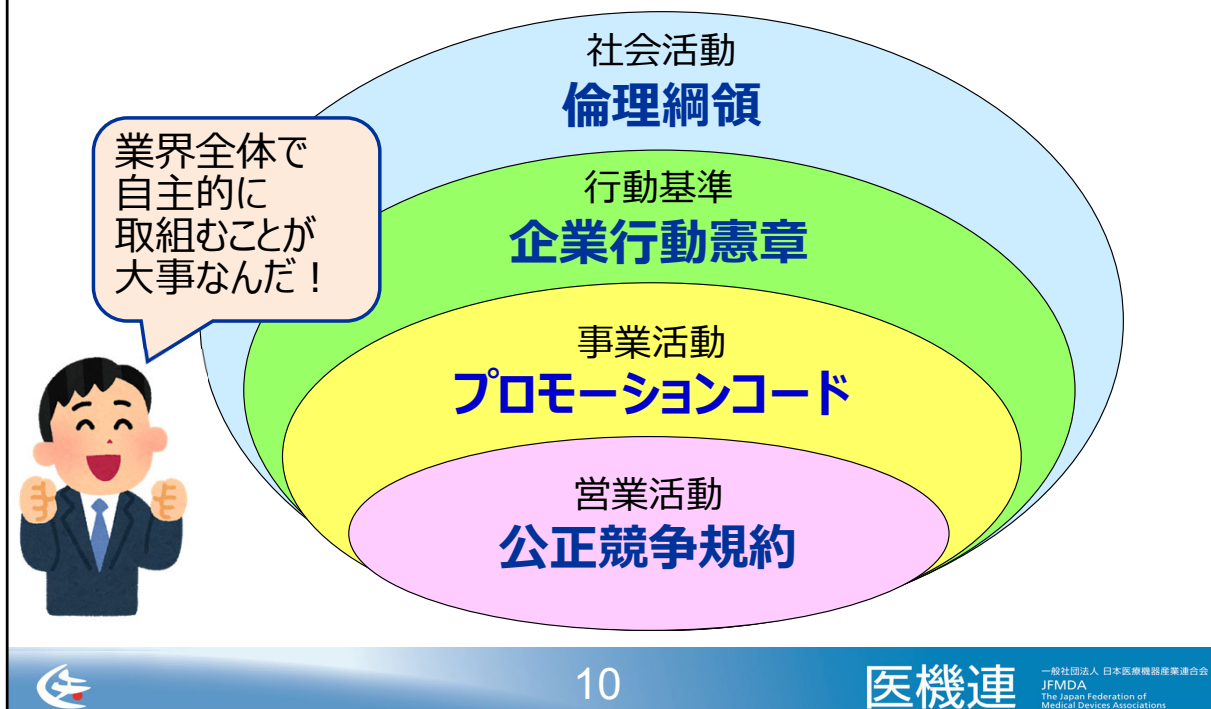 社会活動
倫理綱領
業界全体で
自主的に
取組むことが
大事なんだ！
行動基準
企業行動憲章
事業活動
プロモーションコード
営業活動
公正競争規約
10
医機連
一般社団法人 日本医療機器産業連合会
JFMDA
The Japan Federation of
Medical Devices Associations